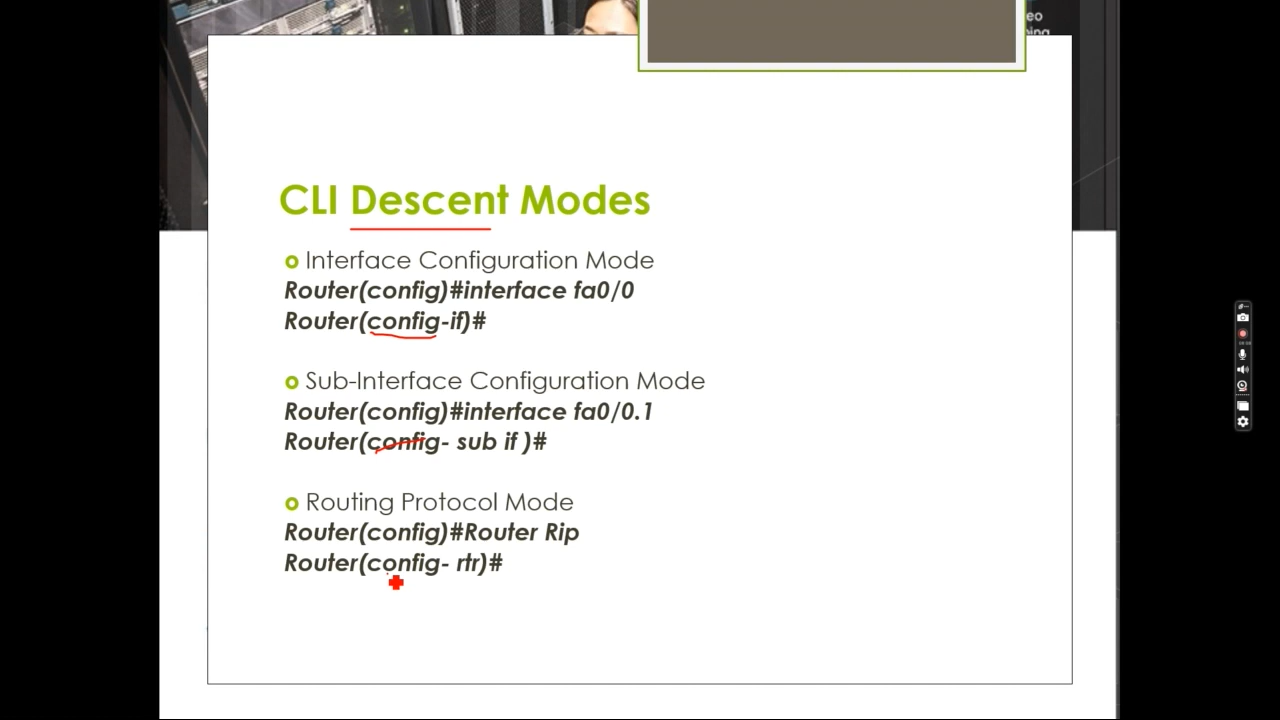 CLI Descent Modes
Interface Configuration Mode
Router(config)#interface fa0/0
Router(config-if)#
Sub-Interface Configuration Mode
Router(config)#interface fa0/0.1
Router(config- sub if )#
Routing Protocol Mode
Router(config)#Router Rip
Router(config- rtr)#